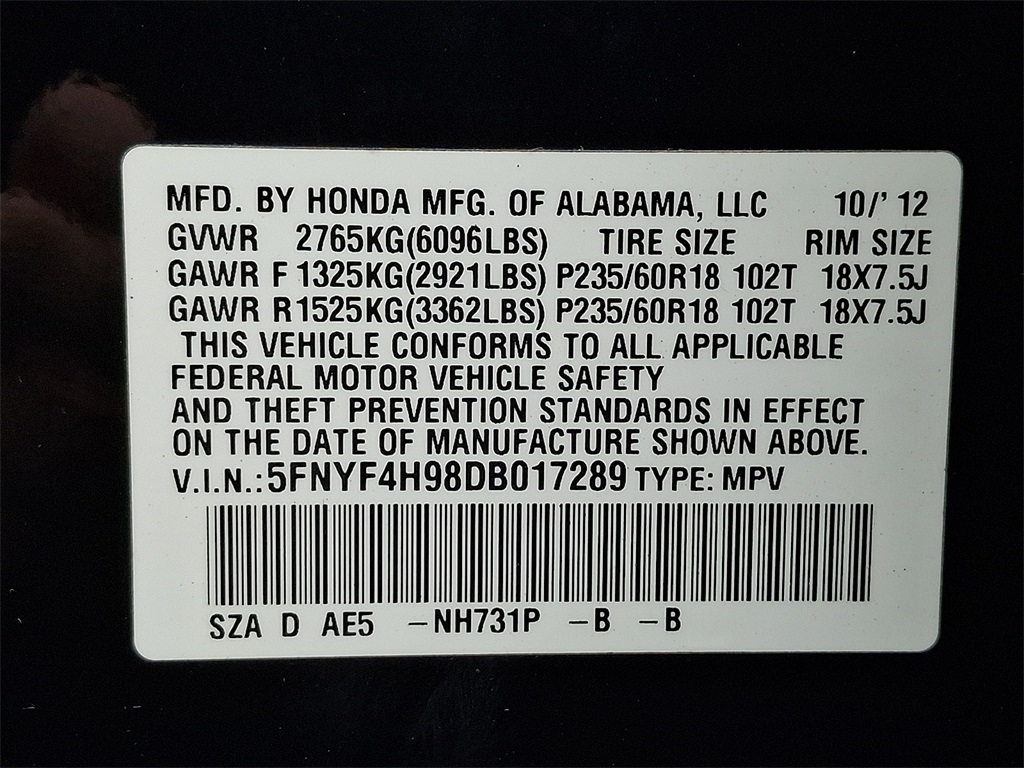 MFD. BY HONDA MFG. OF ALABAMA, LLC 10/' 12
GVWR 2765KG(6096LBS) TIRE SIZE RIM SIZE
GAWR F 1325KG(2921LBS) P235/60R18 102T 18X7.5J
GAWR R 1525KG(3362LBS) P235/60R18 102T 18X7.5J
THIS VEHICLE CONFORMS TO ALL APPLICABLE
FEDERAL MOTOR VEHICLE SAFETY
AND THEFT PREVENTION STANDARDS IN EFFECT
ON THE DATE OF MANUFACTURE SHOWN ABOVE.
V.I.N.: 5FNYF4H98DB017289 TYPE: MPV
SZA D AE5 -NH731P -B -B